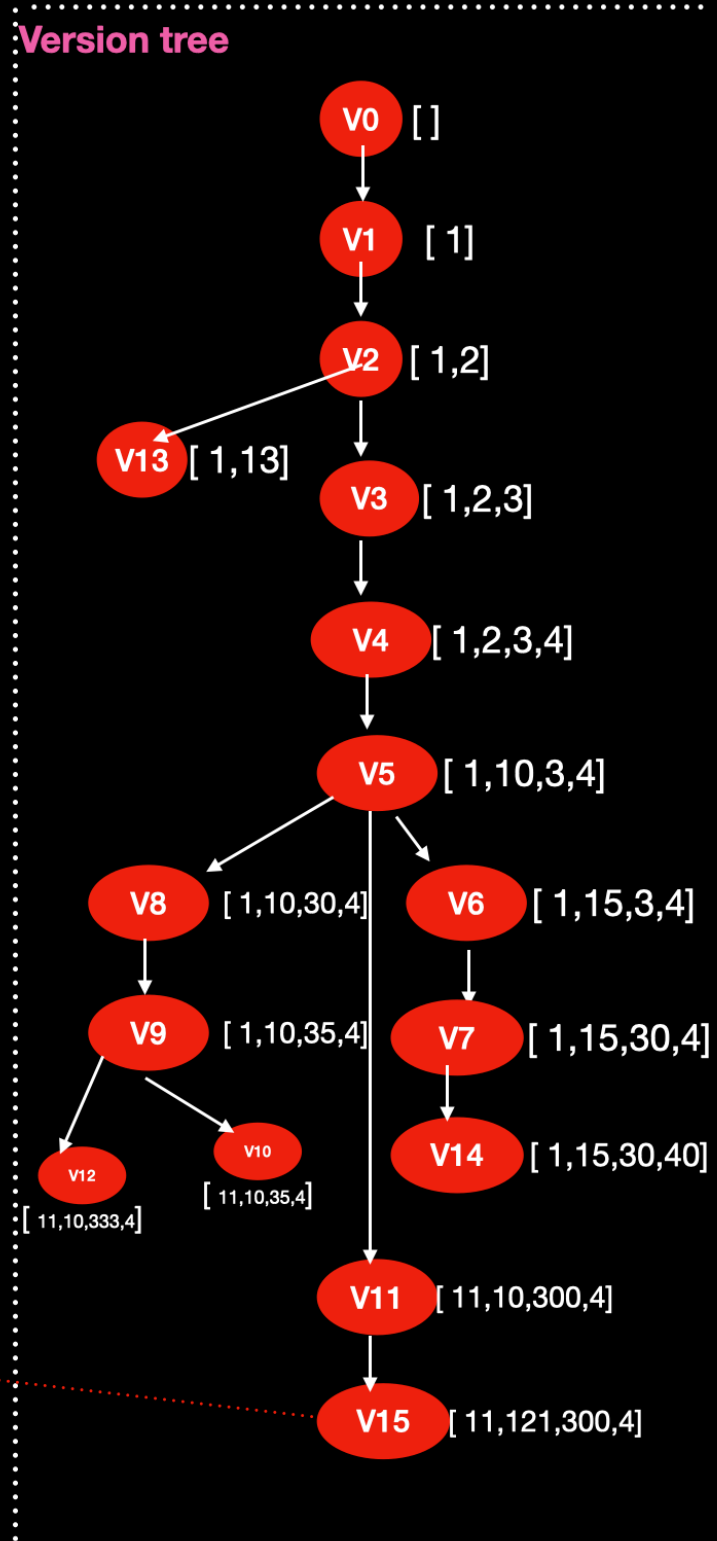 Version tree
V0 [ ]
V1 [ 1]
V2 [ 1,2]
V13 [ 1,13]
V3 [ 1,2,3]
V4 [ 1,2,3,4]
V5 [ 1,10,3,4]
V8 [ 1,10,30,4] V6 [ 1,15,3,4]
V9 [ 1,10,35,4] V7 [ 1,15,30,4]
V12 V10 V14 [ 1,15,30,40]
[ 11,10,333,4] [ 11,10,35,4]
V11 [ 11,10,300,4]
V15 [ 11,121,300,4]